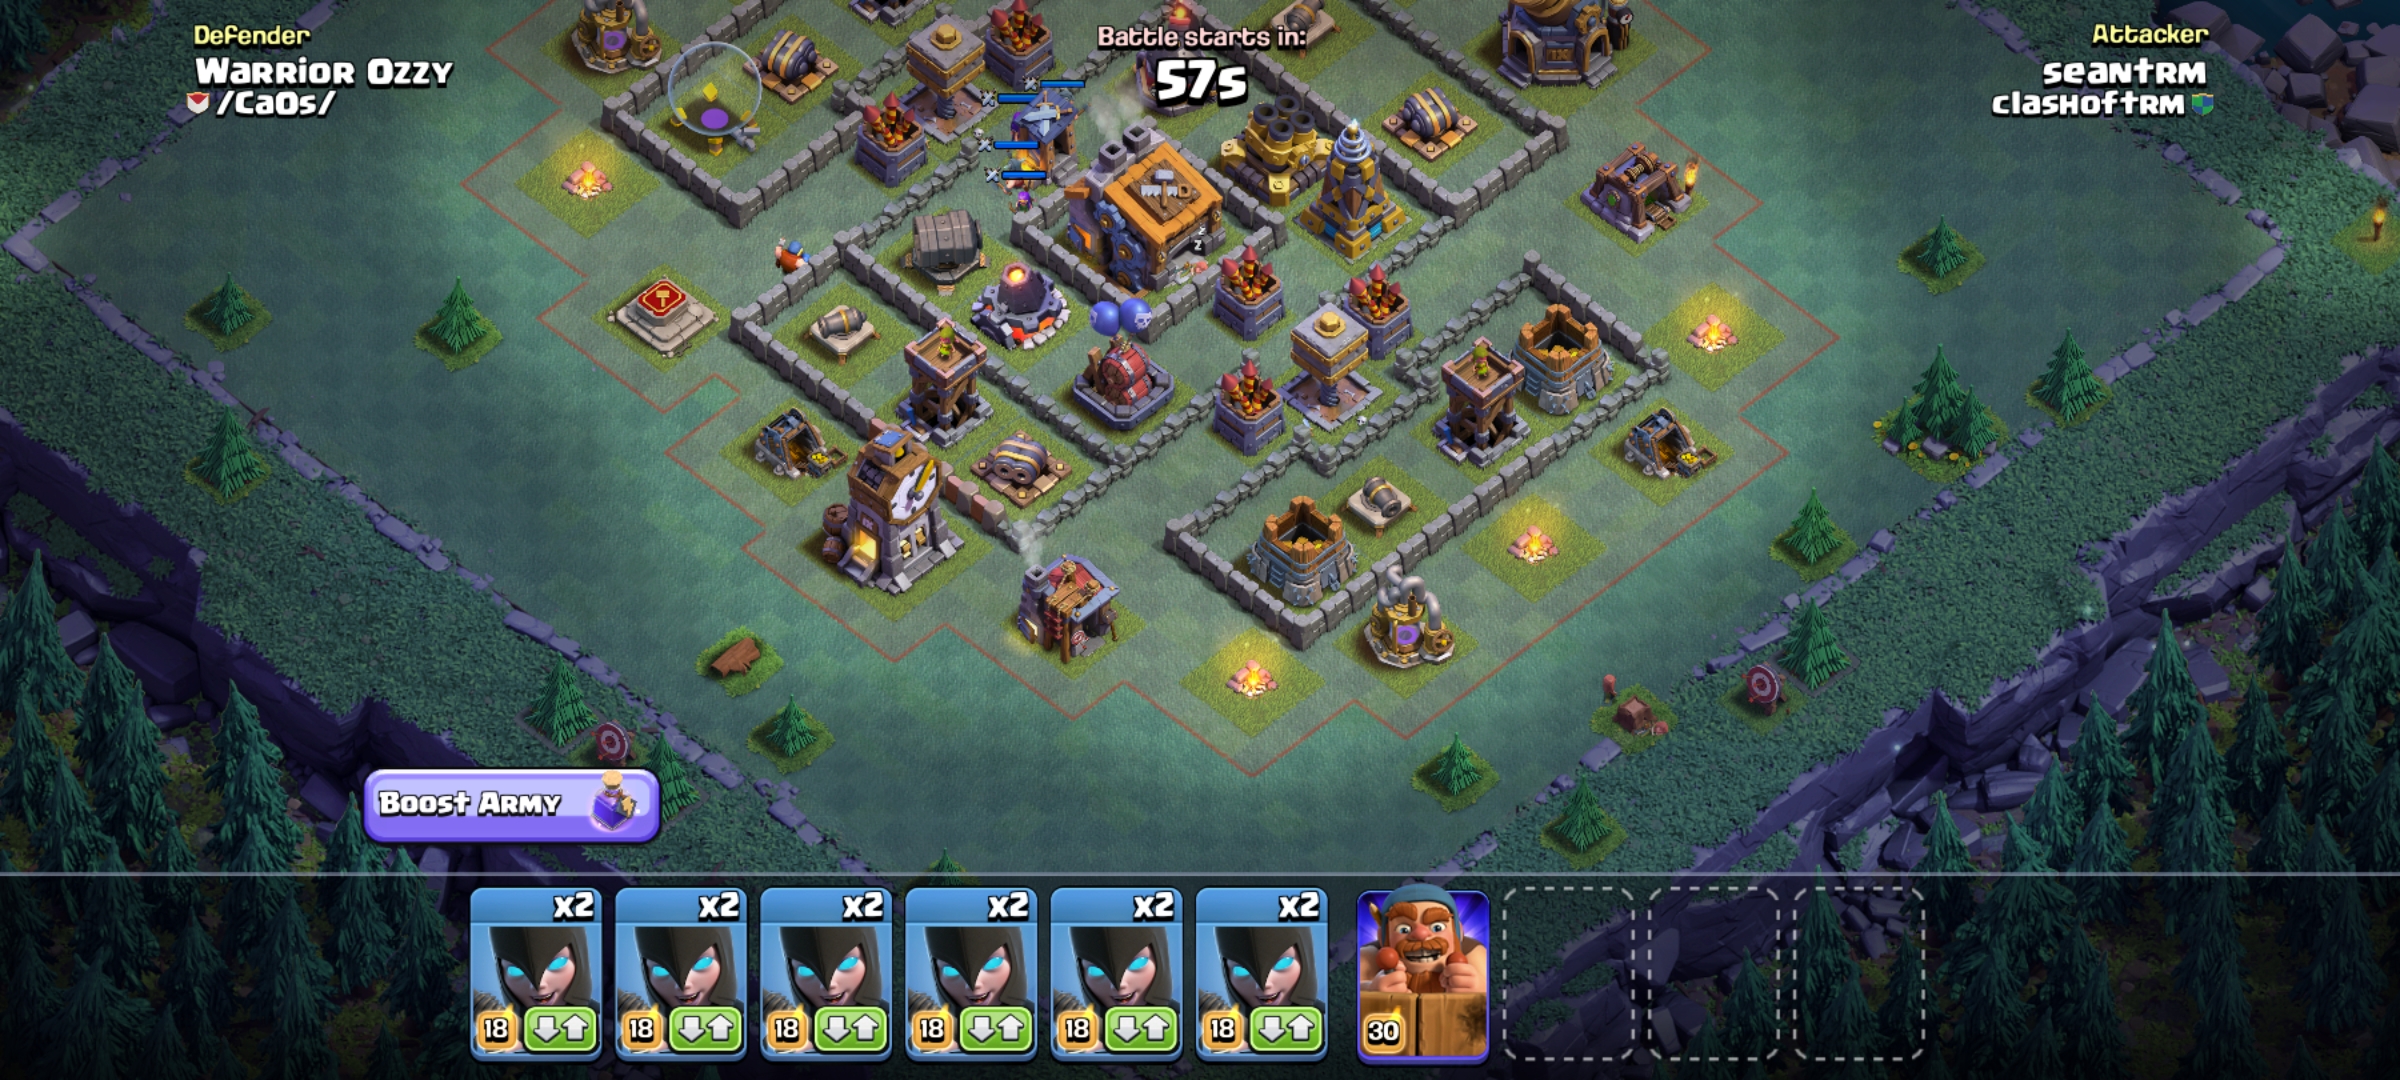 Defender
Warrior Ozzy
/CaOs/
Battle starts in:
57s
Attacker
seantRM
clashoftRM
Boost Army
x2
x2
x2
x2
x2
x2
18
18
18
18
18
18
30